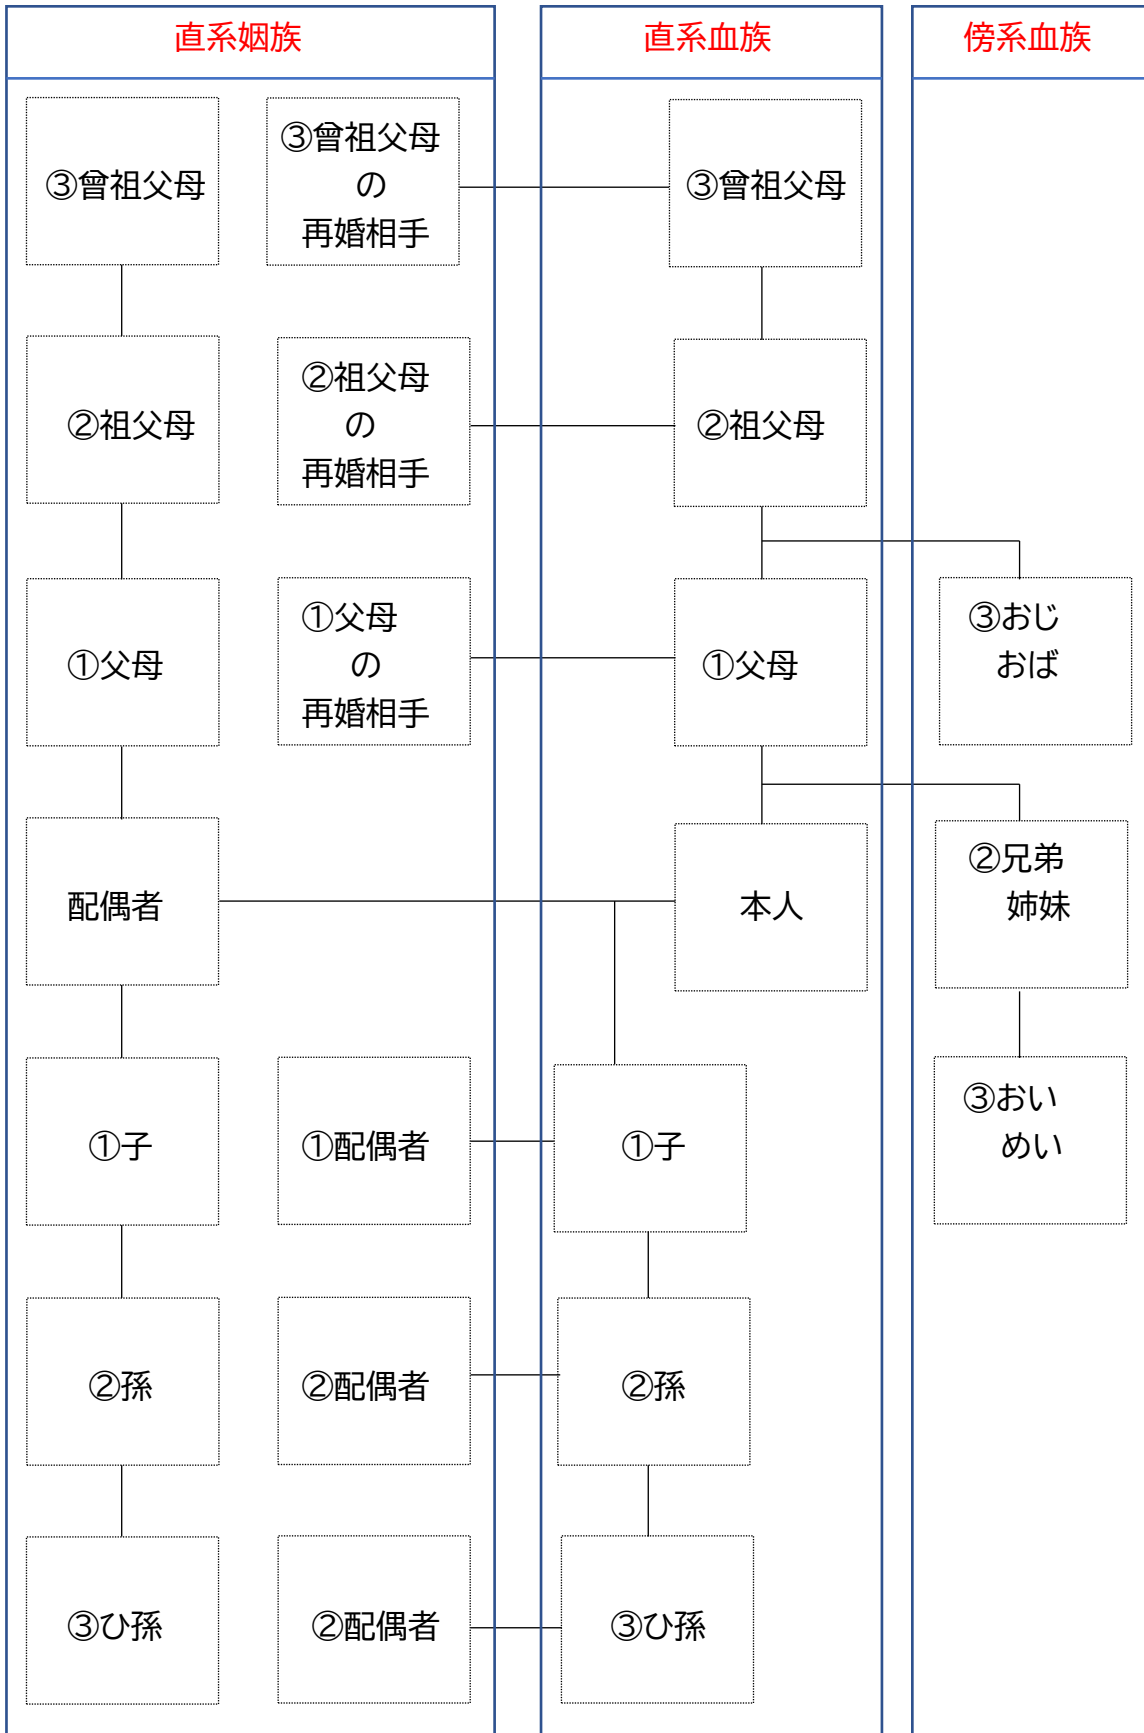 直系姻族
直系血族
傍系血族
③曾祖父母
③曾祖父母
の
再婚相手
③曾祖父母
②祖父母
②祖父母
の
再婚相手
②祖父母
①父母
①父母
の
再婚相手
①父母
③おじ
おば
配偶者
本人
②兄弟
姉妹
①子
①配偶者
①子
③おい
めい
②孫
②配偶者
②孫
③ひ孫
②配偶者
③ひ孫